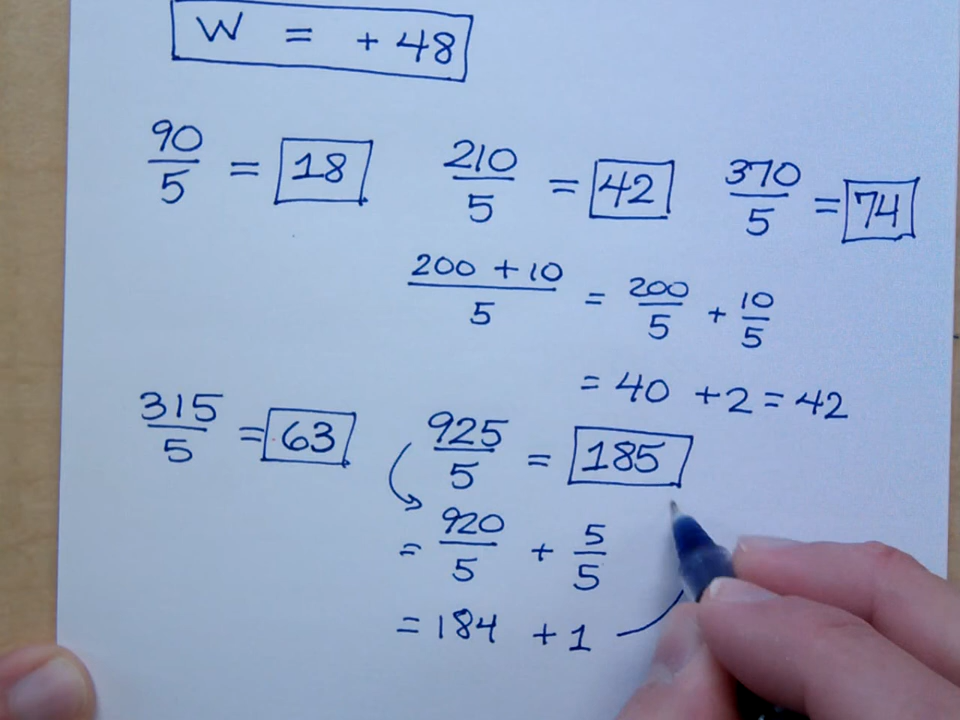 W = + 48
90/5 = 18
210/5 = 42
370/5 = 74
200 + 10/5 = 200/5 + 10/5
= 40 + 2 = 42
315/5 = 63
925/5 = 185
= 920/5 + 5/5
= 184 + 1